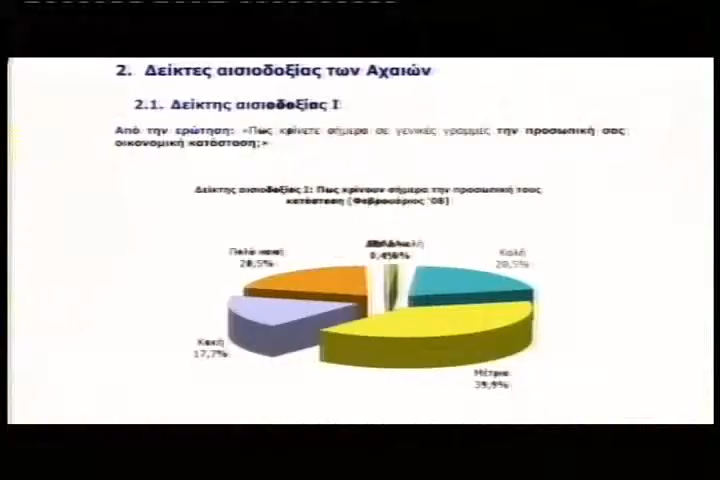 2. Δείκτες αισιοδοξίας των Αχαιών
2.1. Δείκτης αισιοδοξίας Ι
Από την ερώτηση: «Πως κρίνετε σήμερα σε γενικές γραμμές την προσωπική σας
οικονομική κατάσταση;»
Δείκτης αισιοδοξίας Ι: Πως κρίνουν σήμερα την προσωπική τους
κατάσταση (Φεβρουάριος '08)
Πολύ κακή
20,5%
Καλή
20,5%
Κακή
17,7%
Μέτρια
39,9%